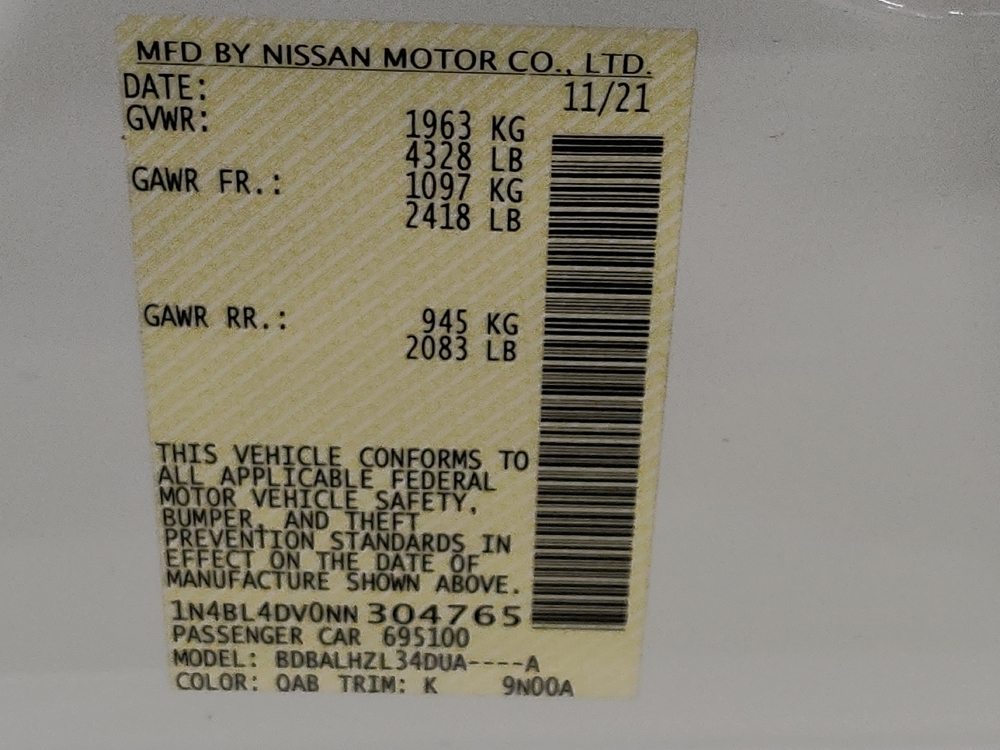 MFD BY NISSAN MOTOR CO., LTD.
DATE: 11/21
GVWR: 1963 KG
4328 LB
GAWR FR.: 1097 KG
2418 LB
GAWR RR.: 945 KG
2083 LB
THIS VEHICLE CONFORMS TO
ALL APPLICABLE FEDERAL
MOTOR VEHICLE SAFETY,
BUMPER, AND THEFT
PREVENTION STANDARDS IN
EFFECT ON THE DATE OF
MANUFACTURE SHOWN ABOVE.
1N4BL4DV0NN304765
PASSENGER CAR 695100
MODEL: BDBALHZL34DUA----A
COLOR: QAB TRIM: K 9N00A